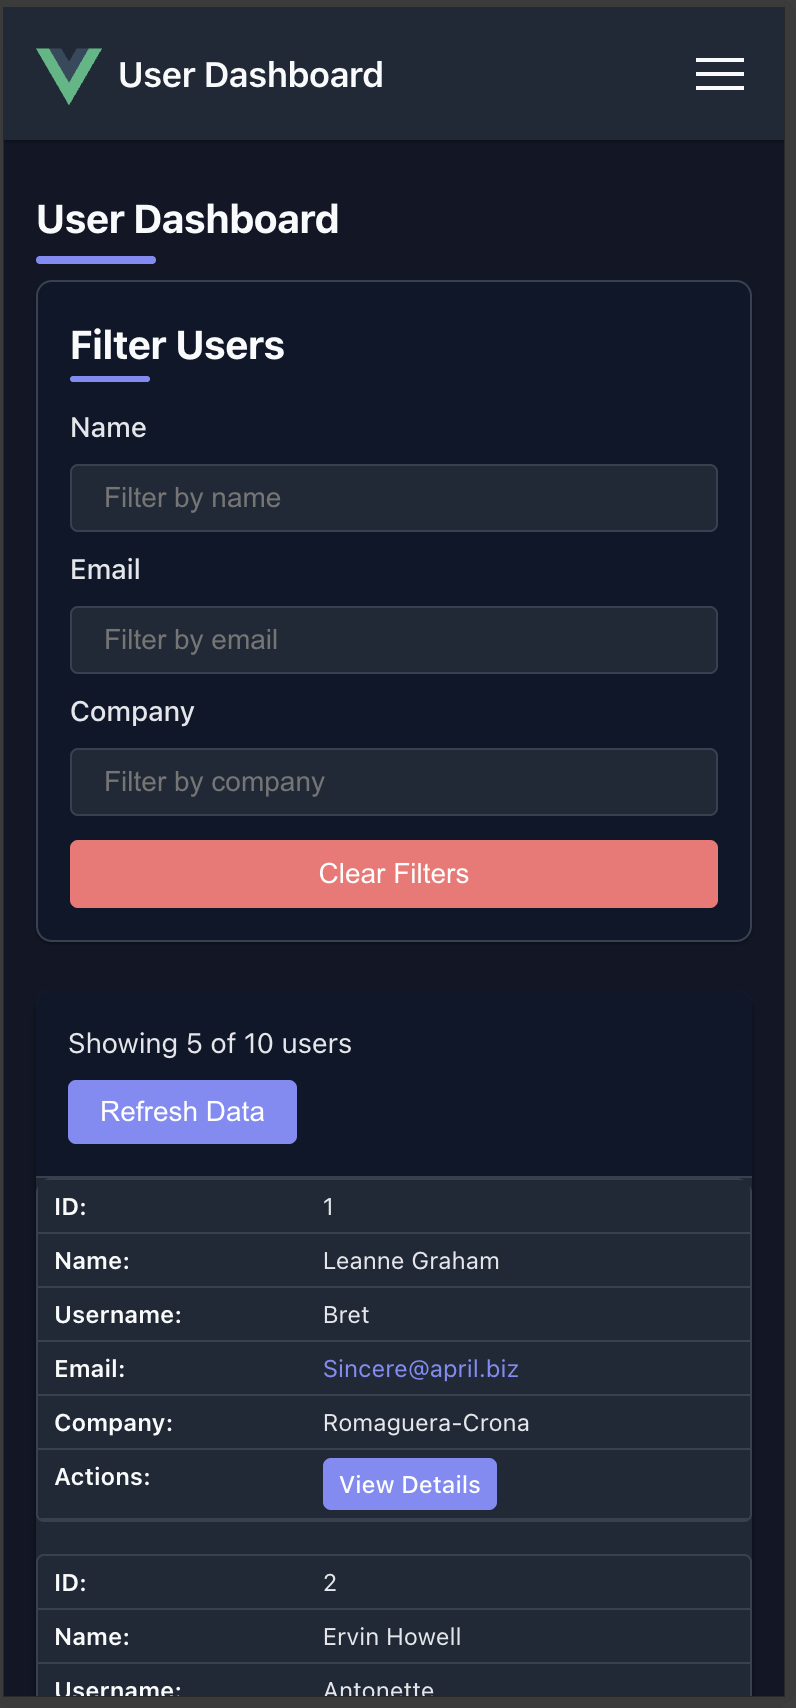 User Dashboard
User Dashboard
Filter Users
Name
Filter by name
Email
Filter by email
Company
Filter by company
Clear Filters
Showing 5 of 10 users
Refresh Data
ID: 1
Name: Leanne Graham
Username: Bret
Email: Sincere@april.biz
Company: Romaguera-Crona
Actions: View Details
ID: 2
Name: Ervin Howell
Username: Antonette